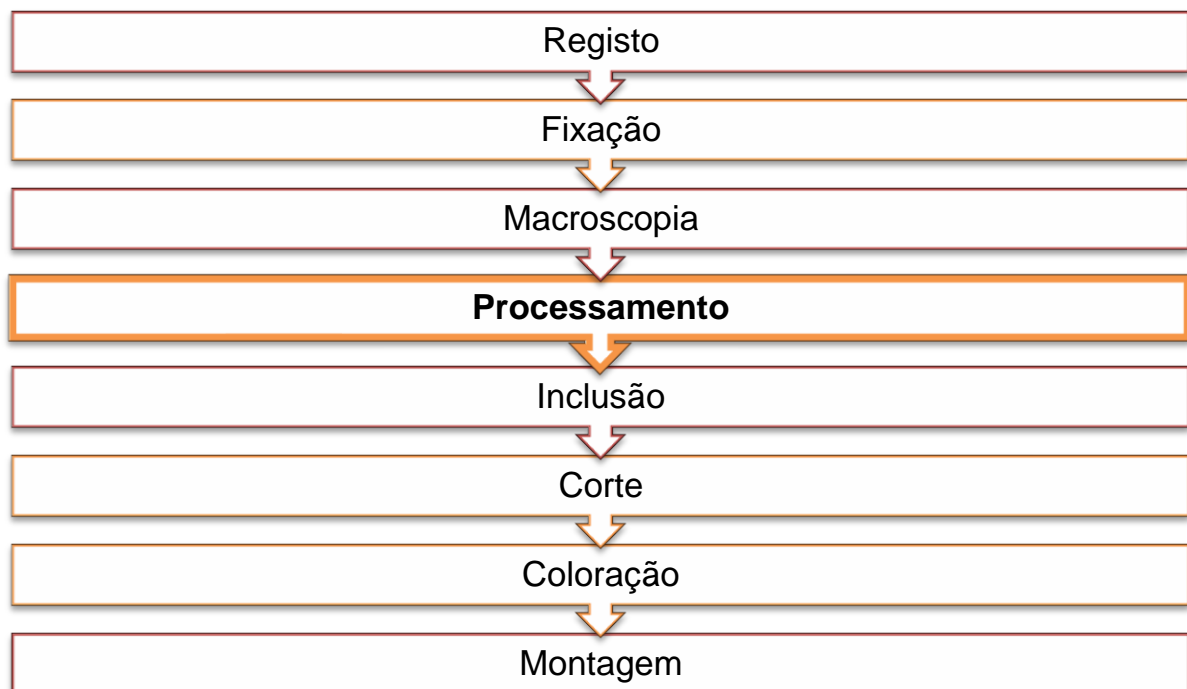 Registo
Fixação
Macroscopia
Processamento
Inclusão
Corte
Coloração
Montagem